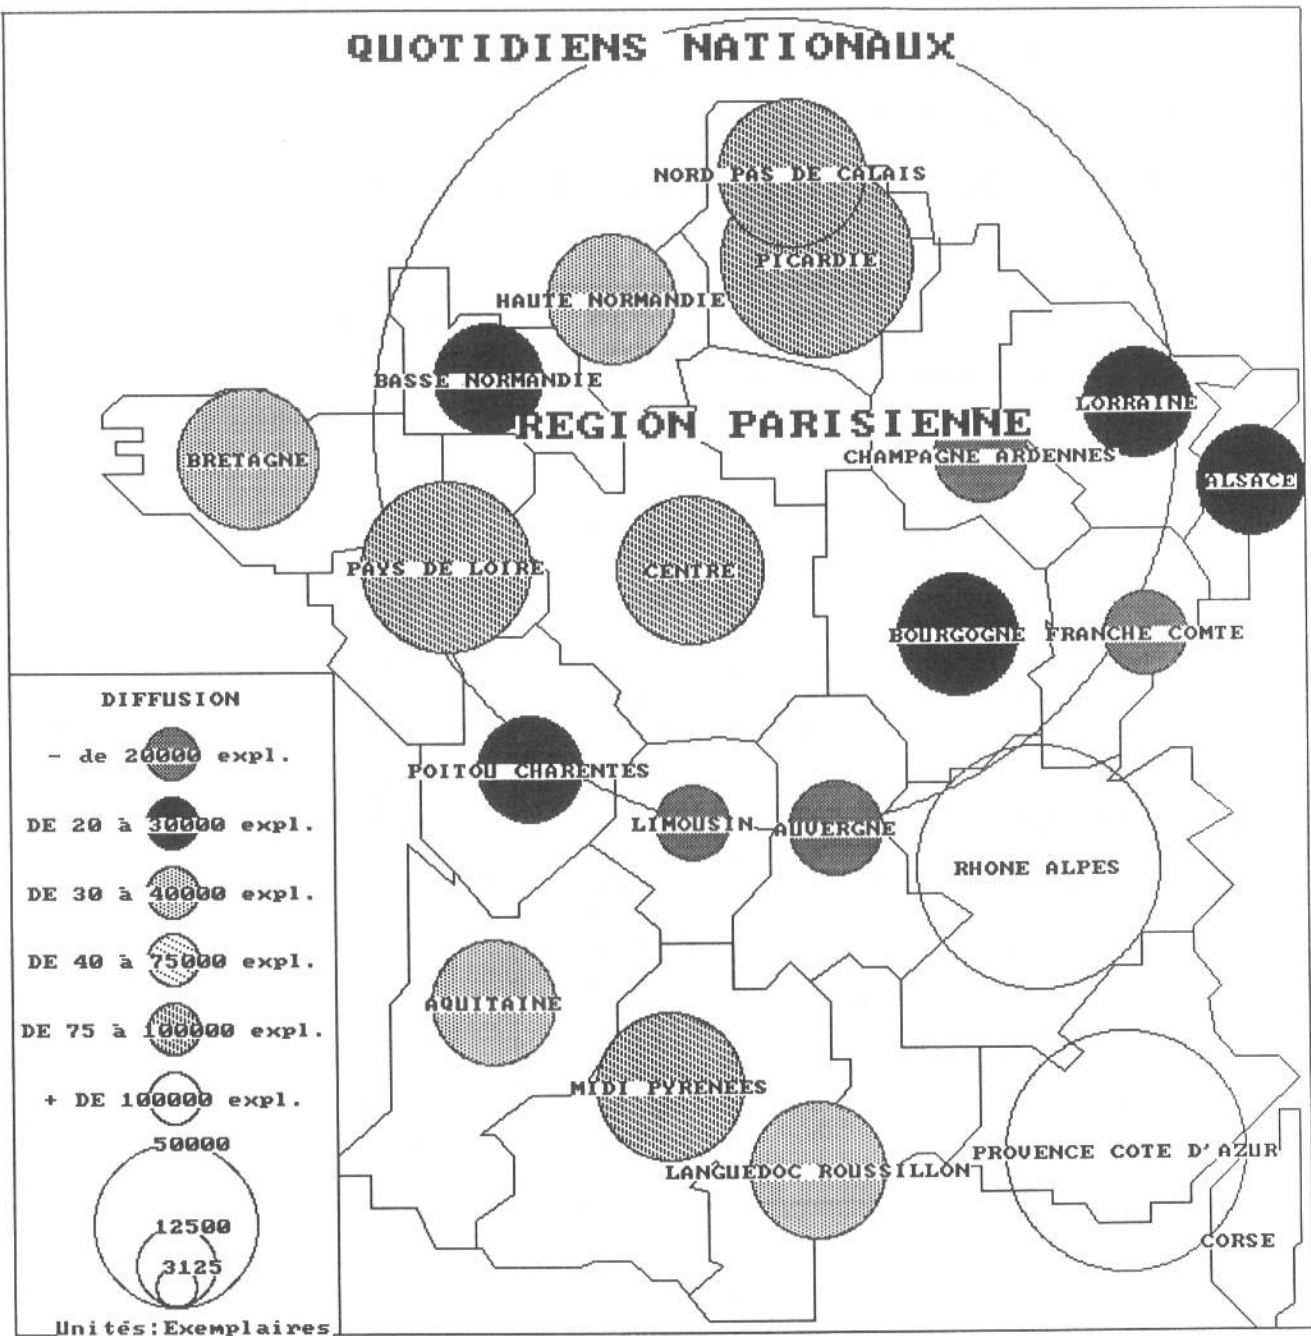 QUOTIDIENS NATIONAUX
NORD PAS DE CALAIS
PICARDIE
HAUTE NORMANDIE
BASSE NORMANDIE
LORRAINE
REGION PARISIENNE
CHAMPAGNE ARDENNES
BRETAGNE
ALSACE
PAYS DE LOIRE
CENTRE
BOURGOGNE
FRANCHE COMTE
POITOU CHARENTES
LIMOUSIN
AUVERGNE
RHONE ALPES
AQUITAINE
MIDI PYRENEES
LANGUEDOC ROUSSILLON
PROVENCE COTE D'AZUR
CORSE
DIFFUSION
- de 20000 expl.
DE 20 à 30000 expl.
DE 30 à 40000 expl.
DE 40 à 75000 expl.
DE 75 à 100000 expl.
+ DE 100000 expl.
50000
12500
3125
Unités:Exemplaires